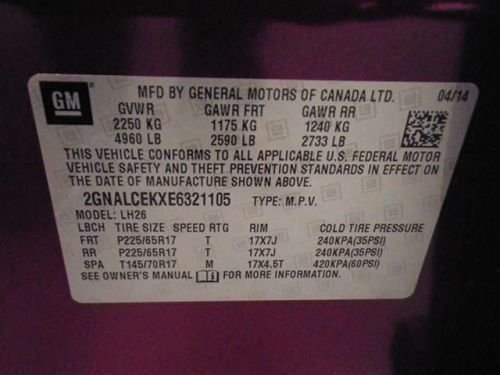 GM
MFD BY GENERAL MOTORS OF CANADA LTD. 04/14
GVWR GAWR FRT GAWR RR
2250 KG 1175 KG 1240 KG
4960 LB 2590 LB 2733 LB
THIS VEHICLE CONFORMS TO ALL APPLICABLE U.S. FEDERAL MOTOR
VEHICLE SAFETY AND THEFT PREVENTION STANDARDS IN EFFECT ON
THE DATE OF MANUFACTURE SHOWN ABOVE.
2GNALCEKXE6321105 TYPE: M.P.V.
MODEL: LH26
LBCH TIRE SIZE SPEED RTG RIM COLD TIRE PRESSURE
FRT P225/65R17 T 17X7J 240KPA(35PSI)
RR P225/65R17 T 17X7J 240KPA(35PSI)
SPA T145/70R17 M 17X4.5T 420KPA(60PSI)
SEE OWNER'S MANUAL FOR MORE INFORMATION.